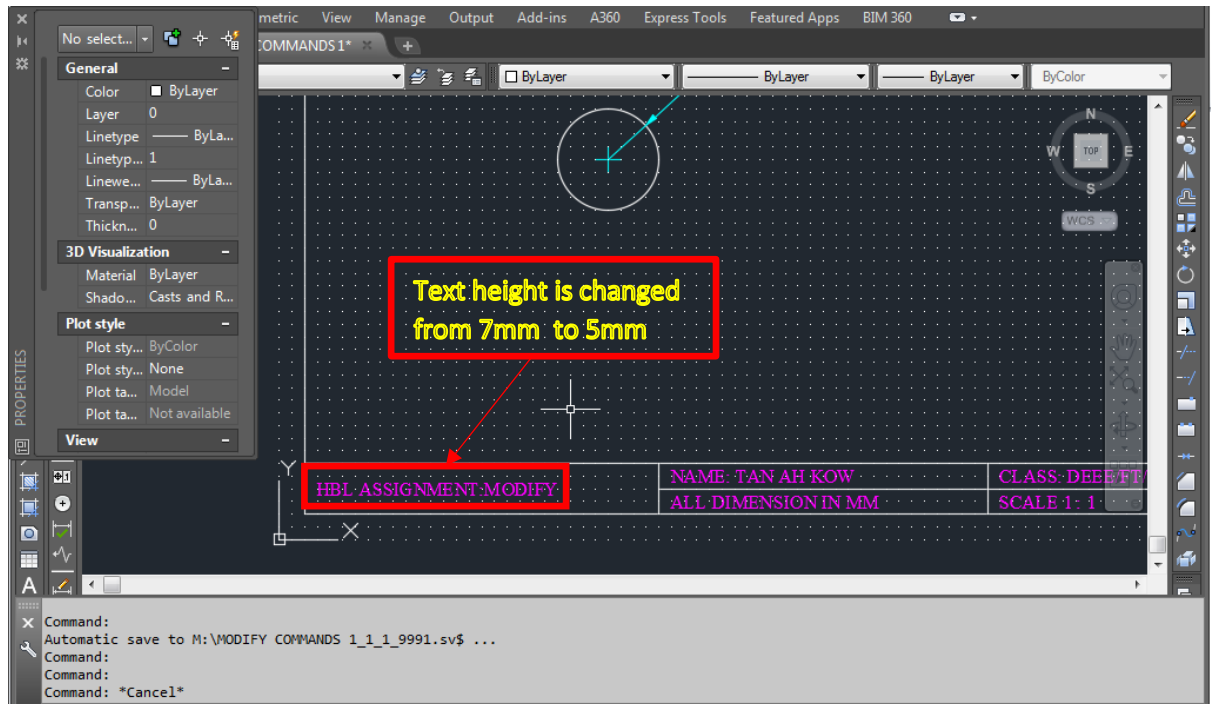 metric View Manage Output Add-ins A360 Express Tools Featured Apps BIM 360
COMMANDS 1*
No select...
ByLayer ByLayer ByLayer ByColor
General
Color ByLayer
Layer 0
Linetype ByLa...
Linetyp... 1
Linewe... ByLa...
Transp... ByLayer
Thickn... 0
3D Visualization
Material ByLayer
Shado... Casts and R...
Plot style
Plot sty... ByColor
Plot sty... None
Plot ta... Model
Plot ta... Not available
View
PROPERTIES
N
W TOP E
S
WCS
Text height is changed
from 7mm to 5mm
Y
X
HBL ASSIGNMENT MODIFY
NAME: TAN AH KOW
ALL DIMENSION IN MM
CLASS: DEEE/FT/
SCALE 1 : 1
A
Command:
Automatic save to M:\MODIFY COMMANDS 1_1_1_9991.sv$ ...
Command:
Command:
Command: *Cancel*